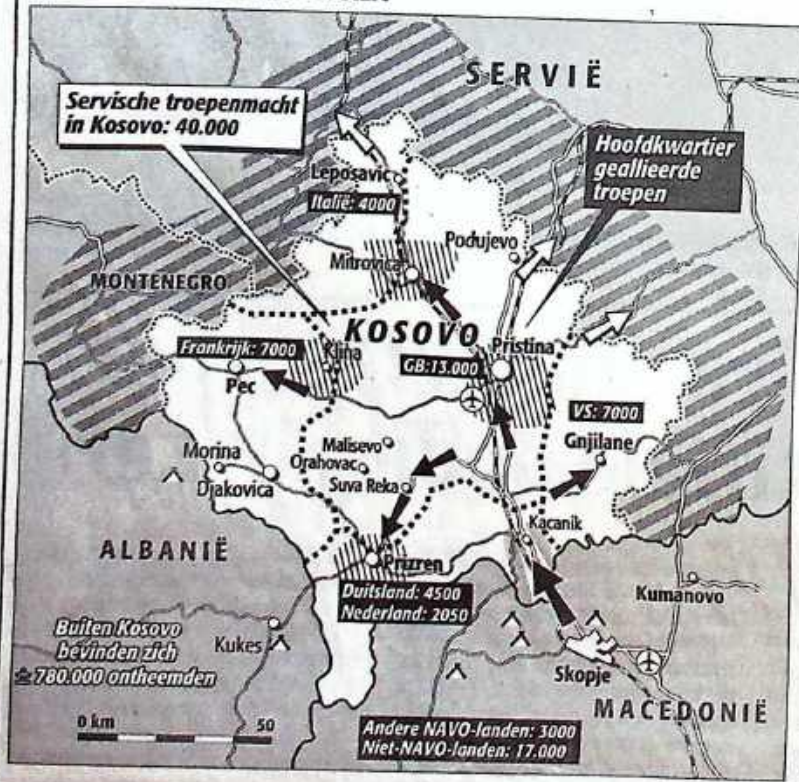 SERVIË
Servische troepenmacht
in Kosovo: 40.000
Hoofdkwartier
geallieerde
troepen
Leposavic
Italië: 4000
Podujevo
Mitrovica
MONTENEGRO
KOSOVO
Frankrijk: 7000
Klina
Pristina
GB:13.000
Pec
VS: 7000
Gnjilane
Malisevo
Morina
Orahovac
Djakovica
Suva Reka
Kacanik
ALBANIË
Prizren
Duitsland: 4500
Nederland: 2050
Kumanovo
Buiten Kosovo
bevinden zich
±780.000 ontheemden
Kukes
Skopje
MACEDONIË
0 km 50
Andere NAVO-landen: 3000
Niet-NAVO-landen: 17.000